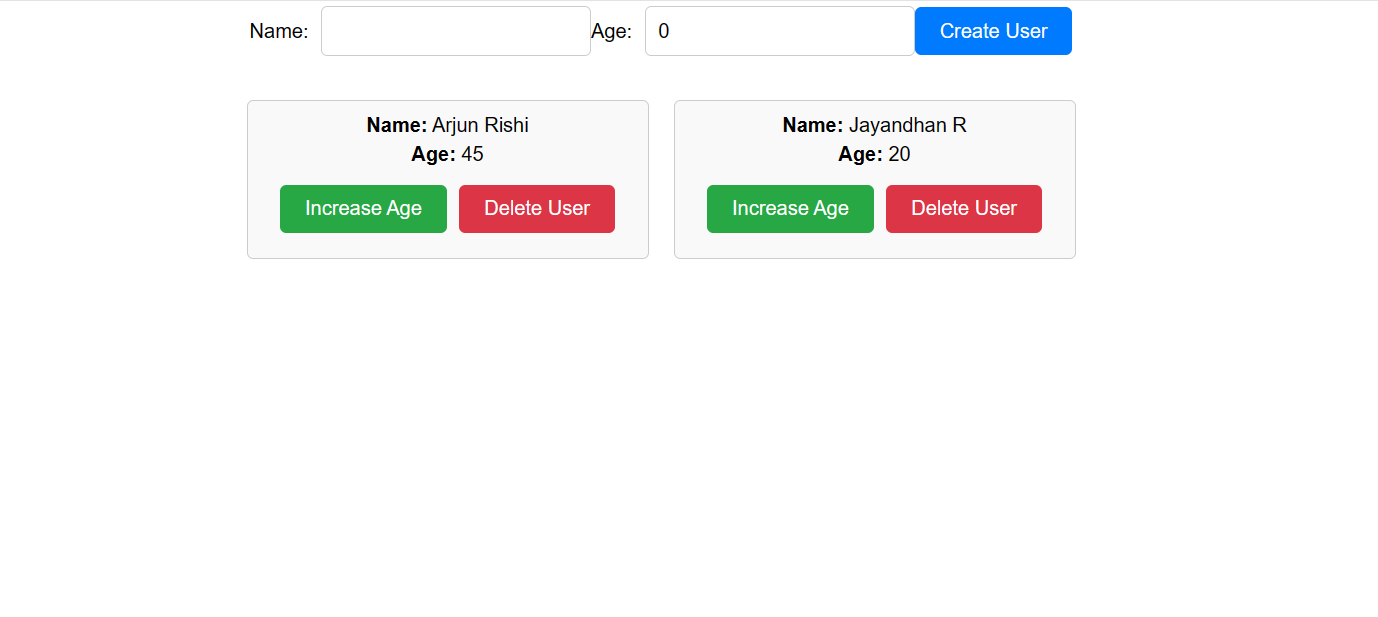 Name: Age: 0 Create User
Name: Arjun Rishi
Age: 45
Increase Age Delete User
Name: Jayandhan R
Age: 20
Increase Age Delete User